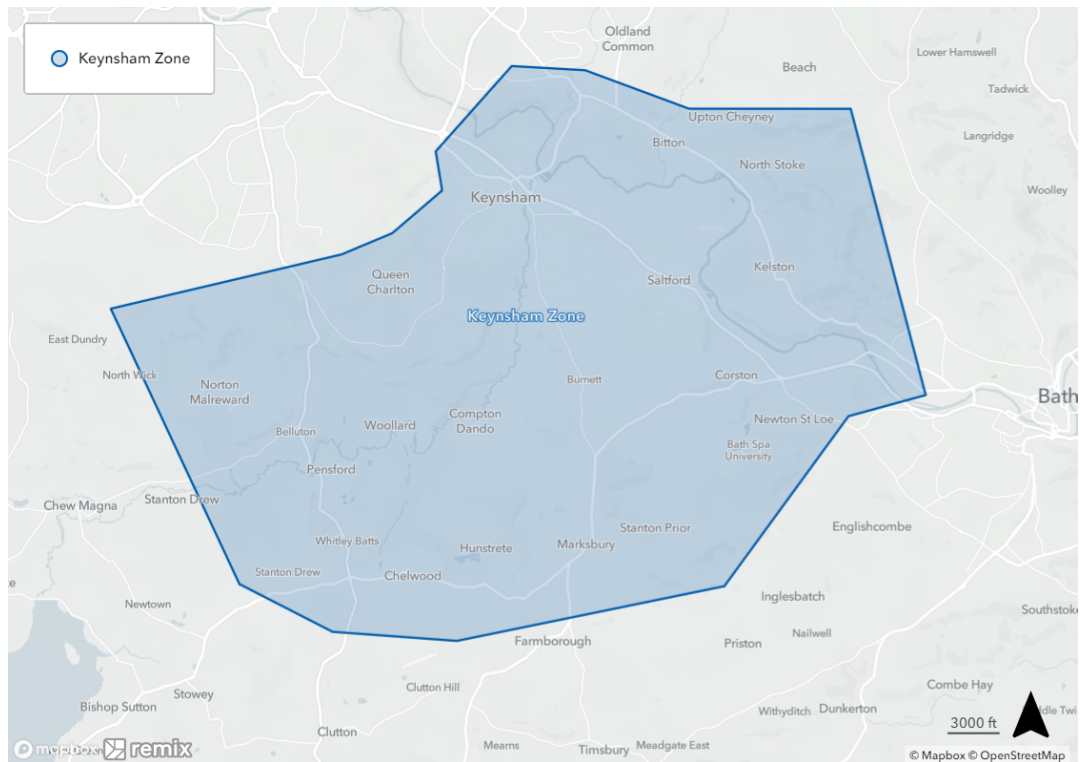 Keynsham Zone
Oldland
Common
Lower Hamswell
Beach
Tadwick
Upton Cheyney
Langridge
Bitton
North Stoke
Woolley
Keynsham
Queen
Charlton
Kelston
Saltford
Keynsham Zone
East Dundry
North Wick
Norton
Malreward
Burnett
Corston
Bath
Compton
Dando
Woollard
Newton St Loe
Belluton
Bath Spa
University
Pensford
Stanton Drew
Chew Magna
Englishcombe
Stanton Prior
Whitley Batts
Hunstrete
Marksbury
Stanton Drew
Chelwood
Newtown
Inglesbatch
Southstoke
Nailwell
Farmborough
Priston
Clutton Hill
Combe Hay
Stowey
Bishop Sutton
Withyditch
Dunkerton
3000 ft
Clutton
Mearns
Timsbury
Meadgate East
mapbox
remix
© Mapbox © OpenStreetMap